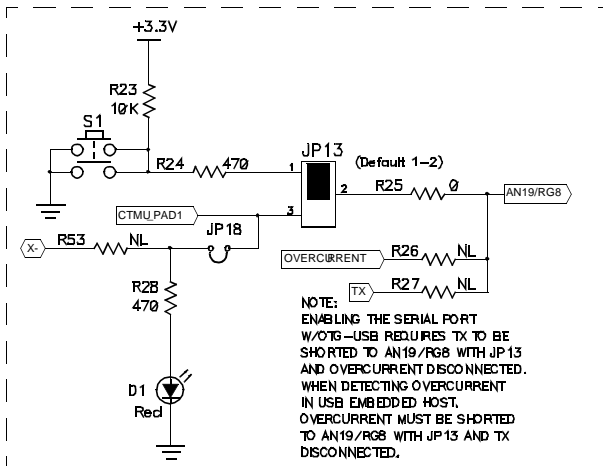 +3.3V
R23
10K
S1
R24 470
JP13
(Default 1-2)
1
2
3
R25 0
AN19/RG8
CTMU_PAD1
JP18
X-
R53 NL
OVERCURRENT
R26 NL
R28
470
TX
R27 NL
D1
Red
NOTE:
ENABLING THE SERIAL PORT
W/OTG-USB REQUIRES TX TO BE
SHORTED TO AN19/RG8 WITH JP13
AND OVERCURRENT DISCONNECTED.
WHEN DETECTING OVERCURRENT
IN USB EMBEDDED HOST,
OVERCURRENT MUST BE SHORTED
TO AN19/RG8 WITH JP13 AND TX
DISCONNECTED.